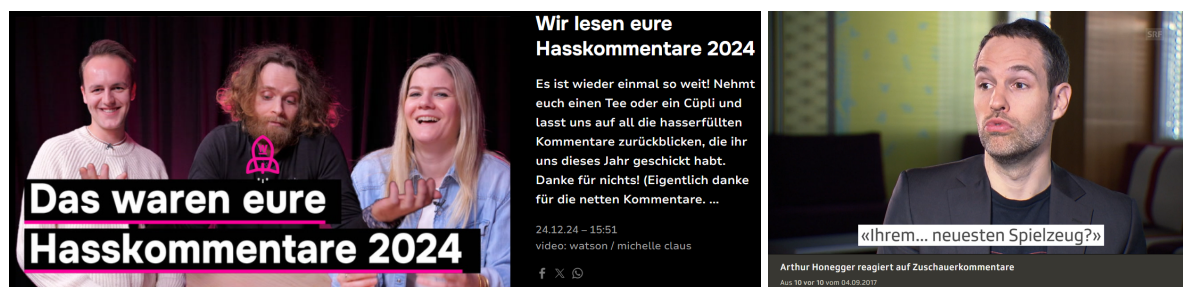 Das waren eure
Hasskommentare 2024
Wir lesen eure
Hasskommentare 2024
Es ist wieder einmal so weit! Nehmt
euch einen Tee oder ein Cüpli und
lasst uns auf all die hasserfüllten
Kommentare zurückblicken, die ihr
uns dieses Jahr geschickt habt.
Danke für nichts! (Eigentlich danke
für die netten Kommentare. ...
24.12.24 – 15:51
video: watson / michelle claus
SRF
«Ihrem... neuesten Spielzeug?»
Arthur Honegger reagiert auf Zuschauerkommentare
Aus 10 vor 10 vom 04.09.2017